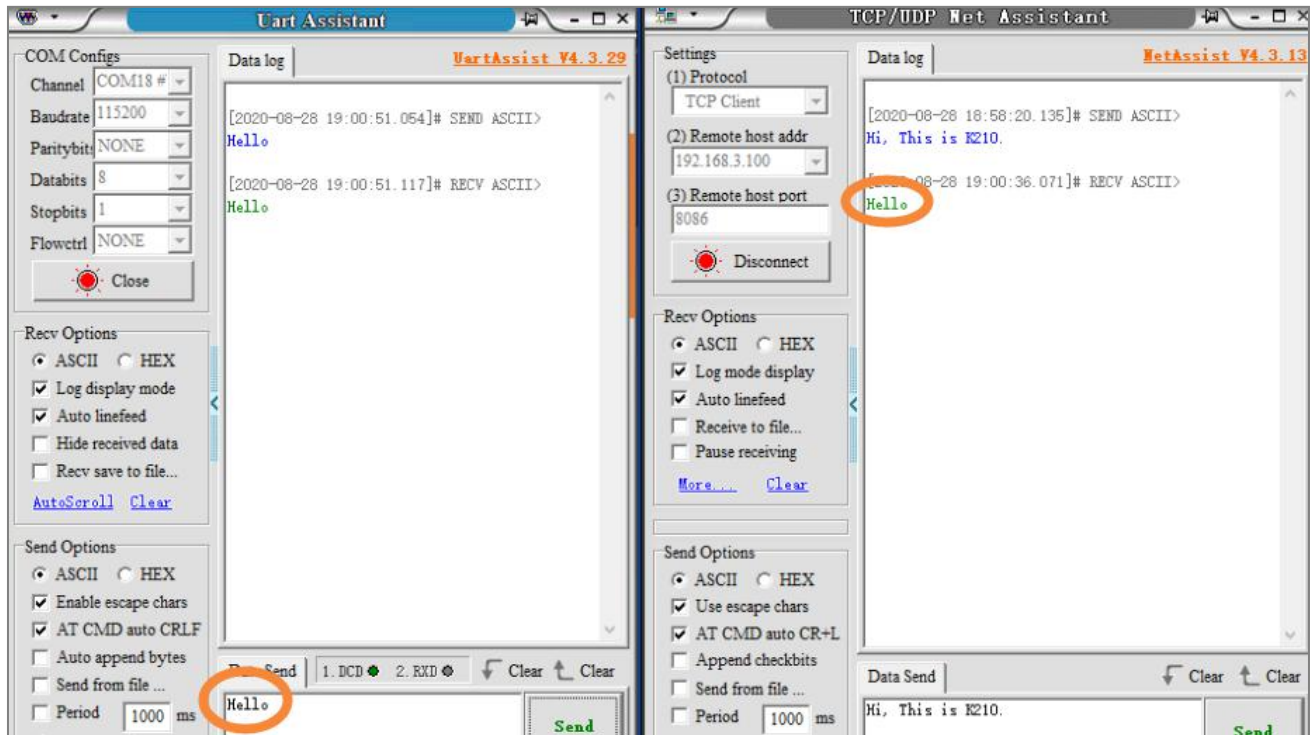 Uart Assistant
COM Configs
Channel COM18 #
Baudrate 115200
Paritybit: NONE
Databits 8
Stopbits 1
Flowctrl NONE
Close
Recv Options
ASCII HEX
Log display mode
Auto linefeed
Hide received data
Recv save to file...
AutoScroll Clear
Send Options
ASCII HEX
Enable escape chars
AT CMD auto CRLF
Auto append bytes
Send from file ...
Period 1000 ms
Data log UartAssist V4.3.29
[2020-08-28 19:00:51.054]# SEND ASCII>
Hello
[2020-08-28 19:00:51.117]# RECV ASCII>
Hello
Data Send 1. DCD 2. RXD Clear Clear
Hello
Send
TCP/UDP Net Assistant
Settings
(1) Protocol
TCP Client
(2) Remote host addr
192.168.3.100
(3) Remote host port
8086
Disconnect
Recv Options
ASCII HEX
Log mode display
Auto linefeed
Receive to file...
Pause receiving
More... Clear
Send Options
ASCII HEX
Use escape chars
AT CMD auto CR+L
Append checkbits
Send from file ...
Period 1000 ms
Data log NetAssist V4.3.13
[2020-08-28 18:58:20.135]# SEND ASCII>
Hi, This is K210.
[2020-08-28 19:00:36.071]# RECV ASCII>
Hello
Data Send Clear Clear
Hi, This is K210.
Send